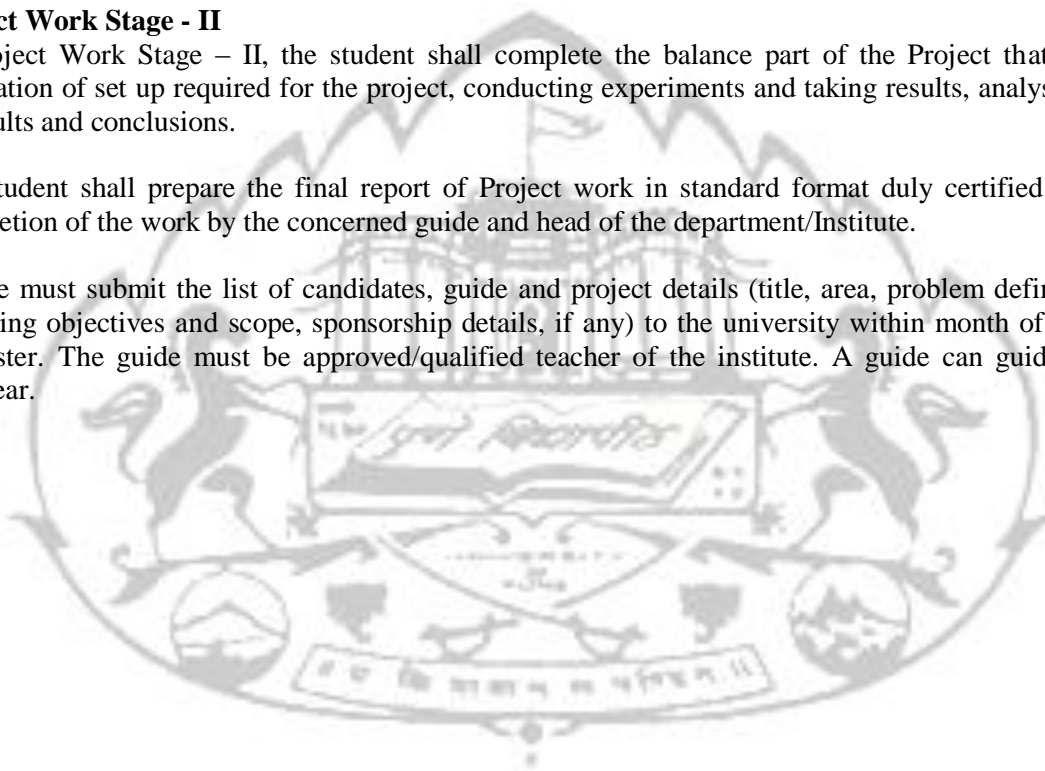 ct Work Stage - II
oject Work Stage – II, the student shall complete the balance part of the Project that
ation of set up required for the project, conducting experiments and taking results, analys
ults and conclusions.
tudent shall prepare the final report of Project work in standard format duly certified
etion of the work by the concerned guide and head of the department/Institute.
e must submit the list of candidates, guide and project details (title, area, problem defin
ing objectives and scope, sponsorship details, if any) to the university within month of
ster. The guide must be approved/qualified teacher of the institute. A guide can guid
ear.